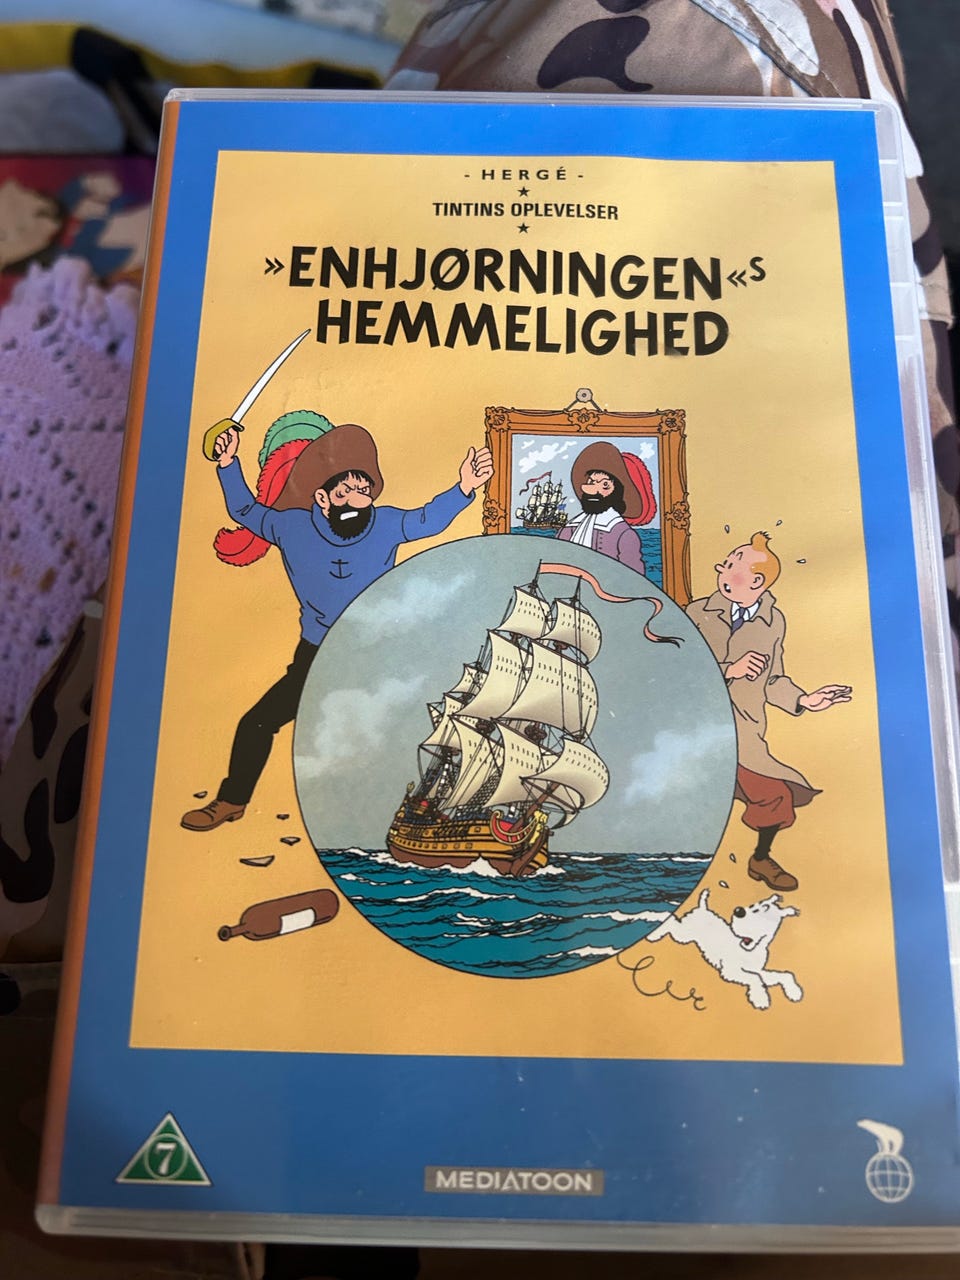 - HERGÉ -
TINTINS OPLEVELSER
»ENHJØRNINGEN«s
HEMMELIGHED
7
MEDIATOON